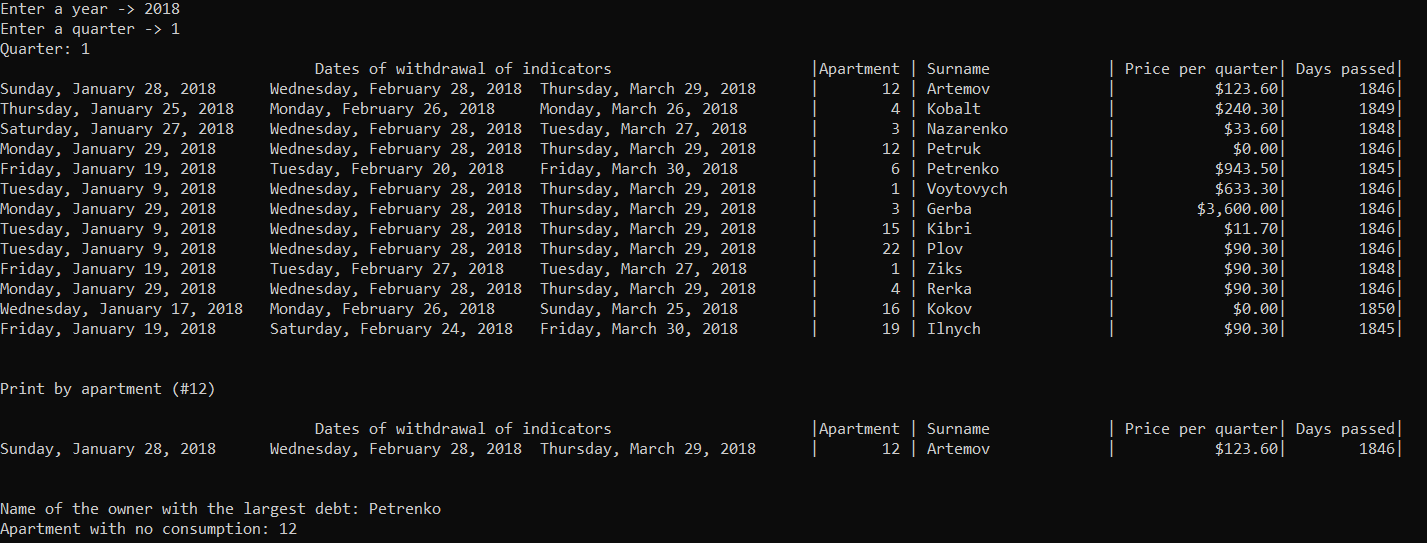 Enter a year -> 2018
Enter a quarter -> 1
Quarter: 1
Dates of withdrawal of indicators |Apartment | Surname | Price per quarter| Days passed|
Sunday, January 28, 2018 Wednesday, February 28, 2018 Thursday, March 29, 2018 | 12 | Artemov | $123.60| 1846|
Thursday, January 25, 2018 Monday, February 26, 2018 Monday, March 26, 2018 | 4 | Kobalt | $240.30| 1849|
Saturday, January 27, 2018 Wednesday, February 28, 2018 Tuesday, March 27, 2018 | 3 | Nazarenko | $33.60| 1848|
Monday, January 29, 2018 Wednesday, February 28, 2018 Thursday, March 29, 2018 | 12 | Petruk | $0.00| 1846|
Friday, January 19, 2018 Tuesday, February 20, 2018 Friday, March 30, 2018 | 6 | Petrenko | $943.50| 1845|
Tuesday, January 9, 2018 Wednesday, February 28, 2018 Thursday, March 29, 2018 | 1 | Voytovych | $633.30| 1846|
Monday, January 29, 2018 Wednesday, February 28, 2018 Thursday, March 29, 2018 | 3 | Gerba | $3,600.00| 1846|
Tuesday, January 9, 2018 Wednesday, February 28, 2018 Thursday, March 29, 2018 | 15 | Kibri | $11.70| 1846|
Tuesday, January 9, 2018 Wednesday, February 28, 2018 Thursday, March 29, 2018 | 22 | Plov | $90.30| 1846|
Friday, January 19, 2018 Tuesday, February 27, 2018 Tuesday, March 27, 2018 | 1 | Ziks | $90.30| 1848|
Monday, January 29, 2018 Wednesday, February 28, 2018 Thursday, March 29, 2018 | 4 | Rerka | $90.30| 1846|
Wednesday, January 17, 2018 Monday, February 26, 2018 Sunday, March 25, 2018 | 16 | Kokov | $0.00| 1850|
Friday, January 19, 2018 Saturday, February 24, 2018 Friday, March 30, 2018 | 19 | Ilnych | $90.30| 1845|
Print by apartment (#12)
Dates of withdrawal of indicators |Apartment | Surname | Price per quarter| Days passed|
Sunday, January 28, 2018 Wednesday, February 28, 2018 Thursday, March 29, 2018 | 12 | Artemov | $123.60| 1846|
Name of the owner with the largest debt: Petrenko
Apartment with no consumption: 12